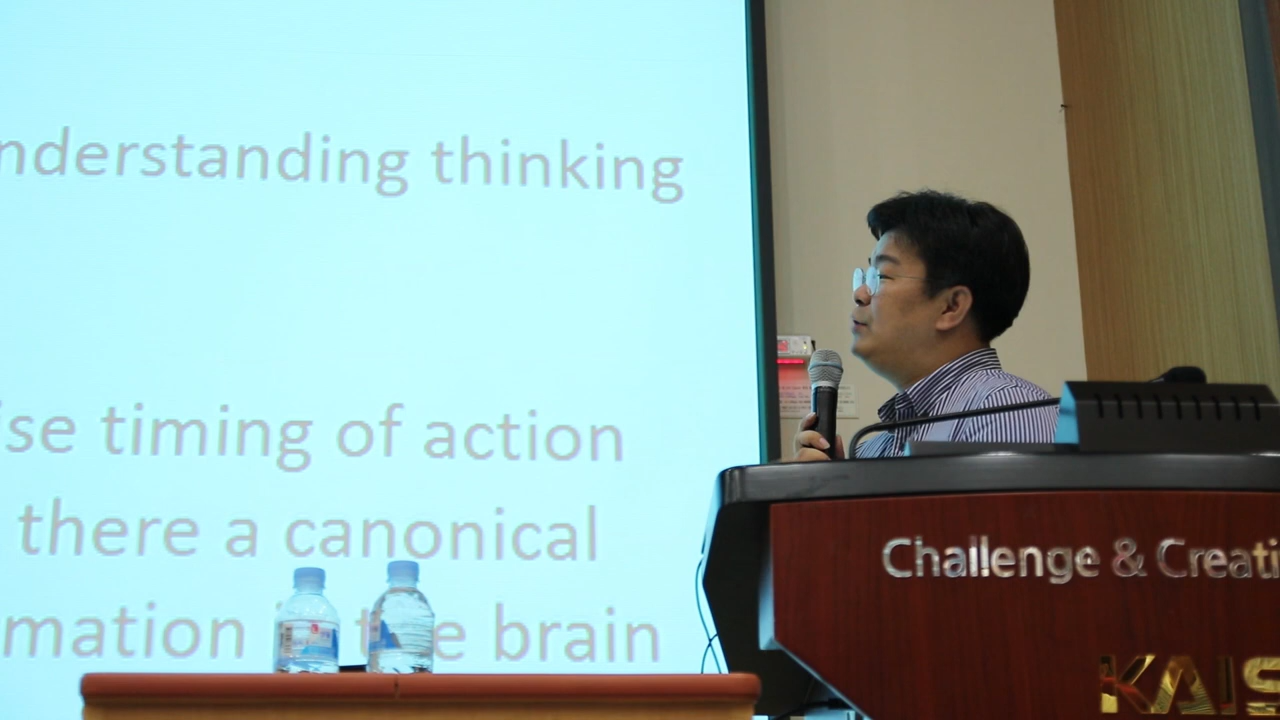 nderstanding thinking
ise timing of action
there a canonical
mation brain
Challenge & Creati
KAIS